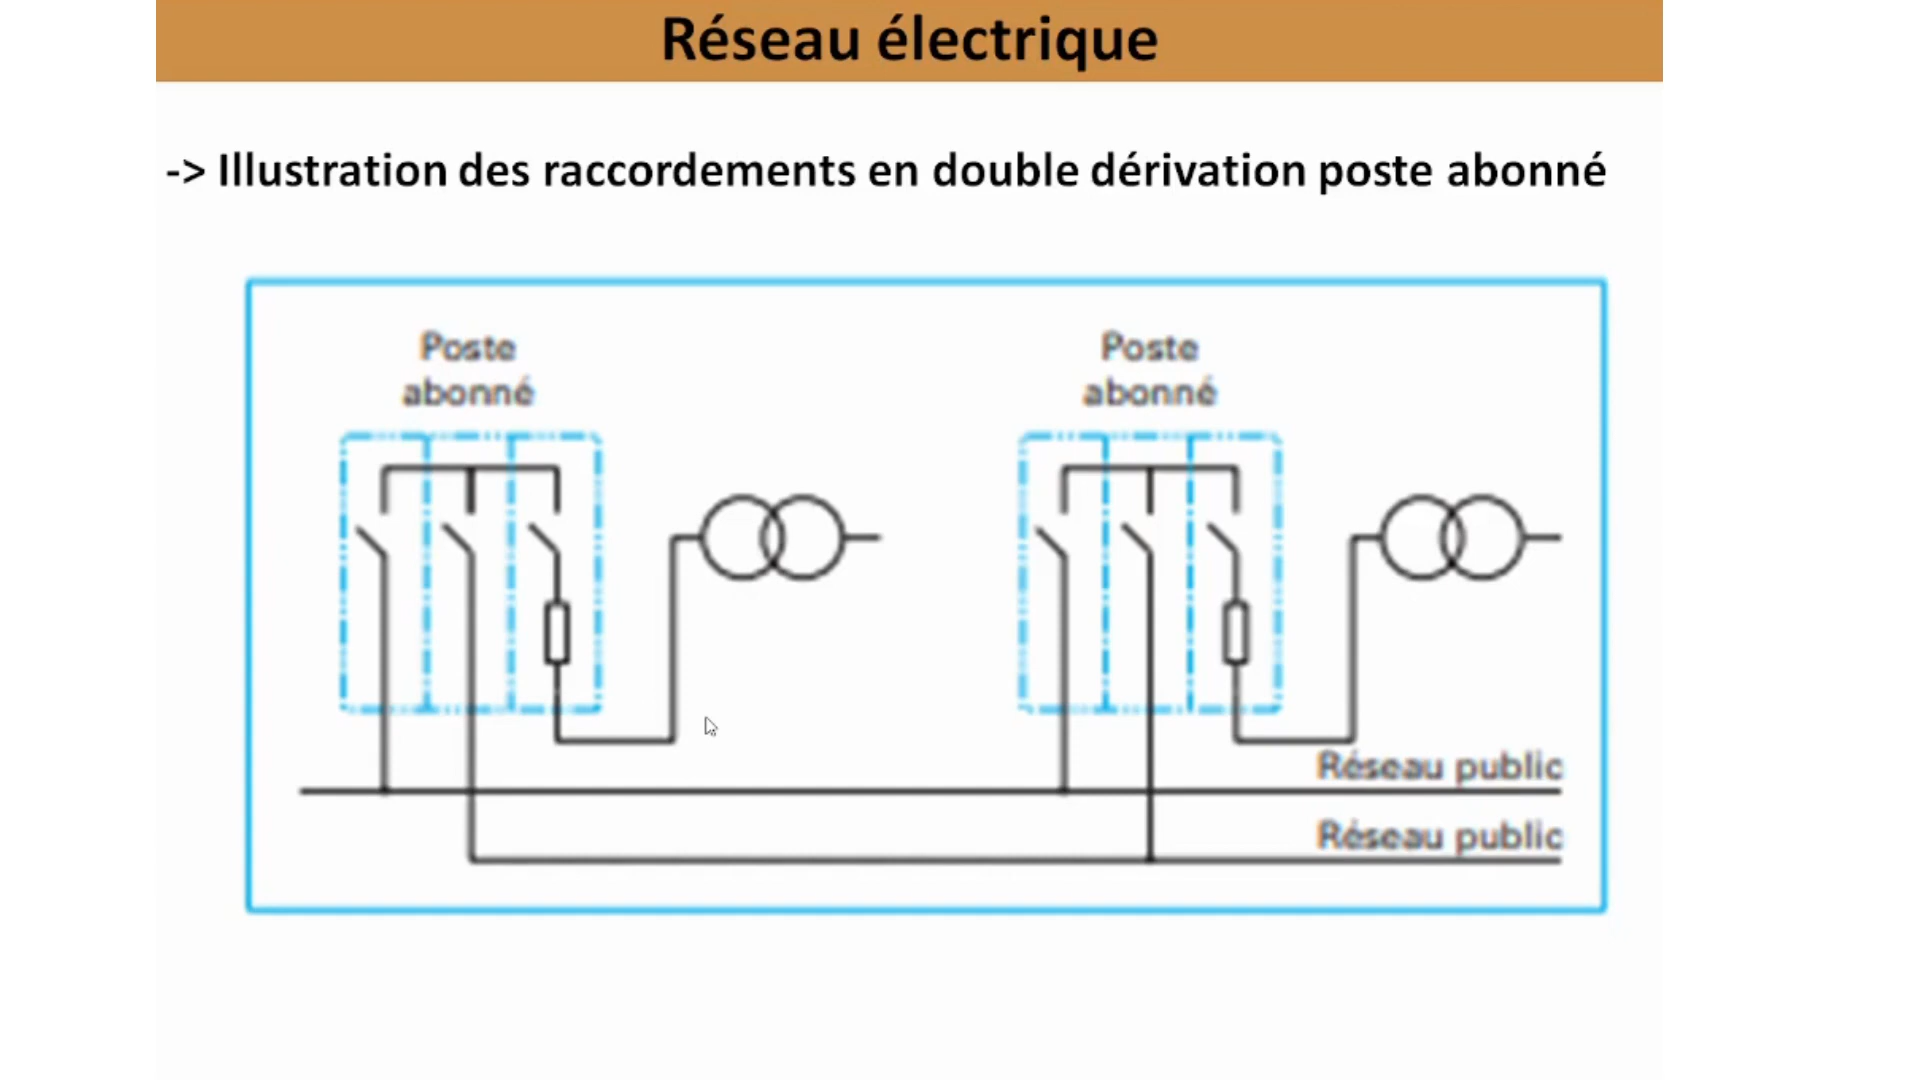 Réseau électrique
-> Illustration des raccordements en double dérivation poste abonné
Poste
abonné
Poste
abonné
Réseau public
Réseau public